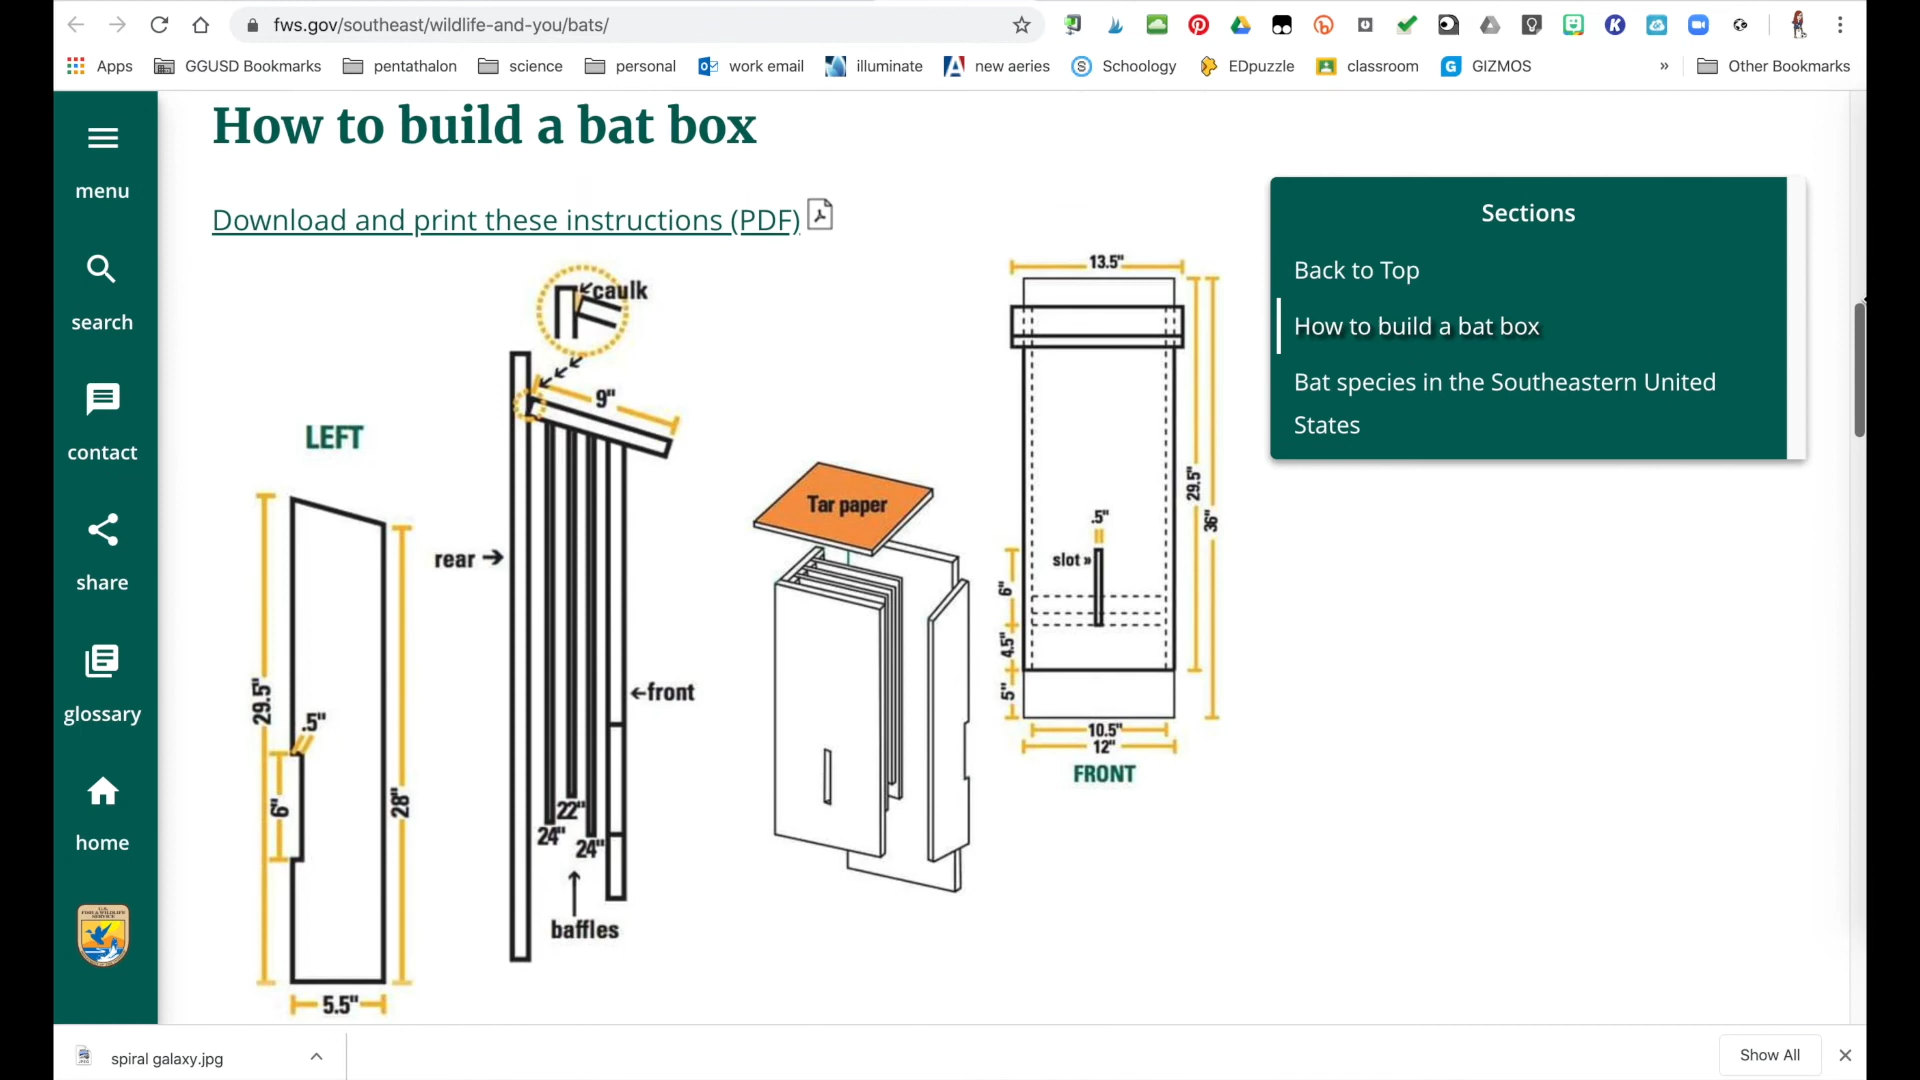 fws.gov/southeast/wildlife-and-you/bats/
Apps GGUSD Bookmarks pentathalon science personal work email illuminate new aeries Schoology EDpuzzle classroom GIZMOS » Other Bookmarks
menu
search
contact
share
glossary
home
How to build a bat box
Download and print these instructions (PDF)
Sections
Back to Top
How to build a bat box
Bat species in the Southeastern United
States
LEFT
29.5"
.5"
6"
28"
5.5"
caulk
9"
rear →
←front
22"
24"
24"
baffles
Tar paper
13.5"
.5"
slot »
6"
4.5"
5"
29.5"
36"
10.5"
12"
FRONT
spiral galaxy.jpg
Show All